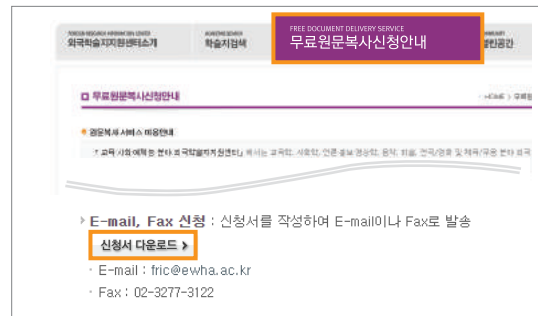 외국학술지지원센터소개
학술지검색
FREE DOCUMENT DELIVERY SERVICE
무료원문복사신청안내
열린공간
무료원문복사신청안내
원문복사 서비스 이용안내
E-mail, Fax 신청 : 신청서를 작성하여 E-mail이나 Fax로 발송
신청서 다운로드
· E-mail : fric@ewha.ac.kr
· Fax : 02-3277-3122